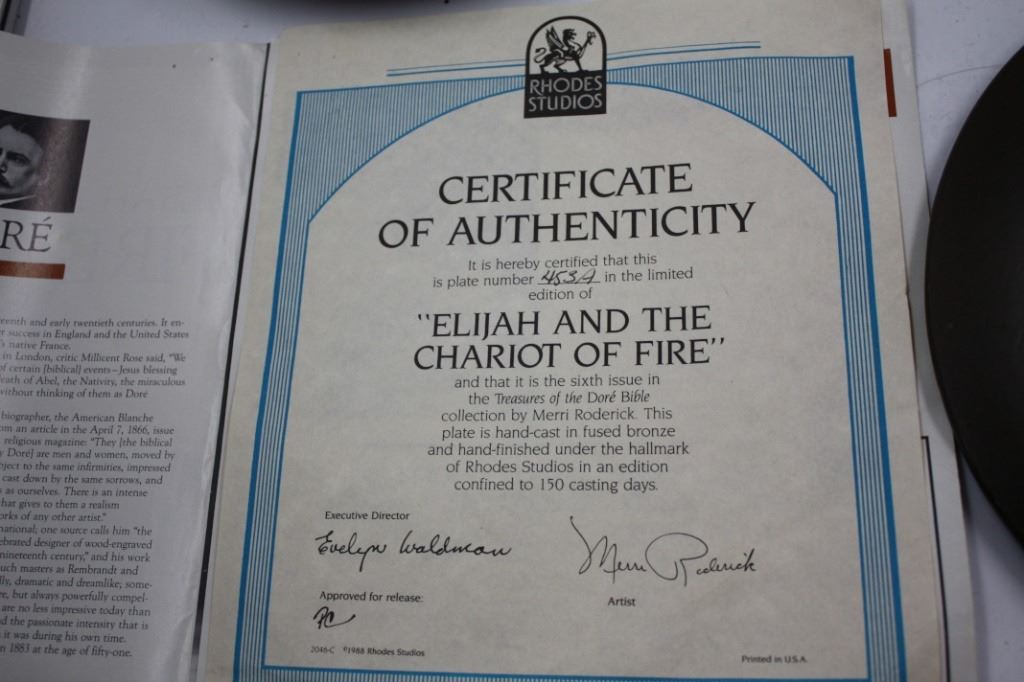 RÉ
eenth and early twentieth centuries. It en-
r success in England and the United States
's native France.
in London, critic Millicent Rose said, "We
of certain [biblical] events–Jesus blessing
eath of Abel, the Nativity, the miraculous
without thinking of them as Doré
biographer, the American Blanche
om an article in the April 7, 1866, issue
religious magazine: "They [the biblical
y Doré] are men and women, moved by
bject to the same infirmities, impressed
cast down by the same sorrows, and
s as ourselves. There is an intense
hat gives to them a realism
orks of any other artist."
national; one source calls him "the
ebrated designer of wood-engraved
nineteenth century," and his work
uch masters as Rembrandt and
lly, dramatic and dreamlike; some-
re, but always powerfully compel-
are no less impressive today than
d the passionate intensity that is
it was during his own time.
n 1883 at the age of fifty-one.
RHODES
STUDIOS
CERTIFICATE
OF AUTHENTICITY
It is hereby certified that this
is plate number 453A in the limited
edition of
"ELIJAH AND THE
CHARIOT OF FIRE"
and that it is the sixth issue in
the Treasures of the Doré Bible
collection by Merri Roderick. This
plate is hand-cast in fused bronze
and hand-finished under the hallmark
of Rhodes Studios in an edition
confined to 150 casting days.
Executive Director
Evelyn Waldman
Merri Roderick
Approved for release:
Artist
2046-C ©1988 Rhodes Studios
Printed in U.S.A.